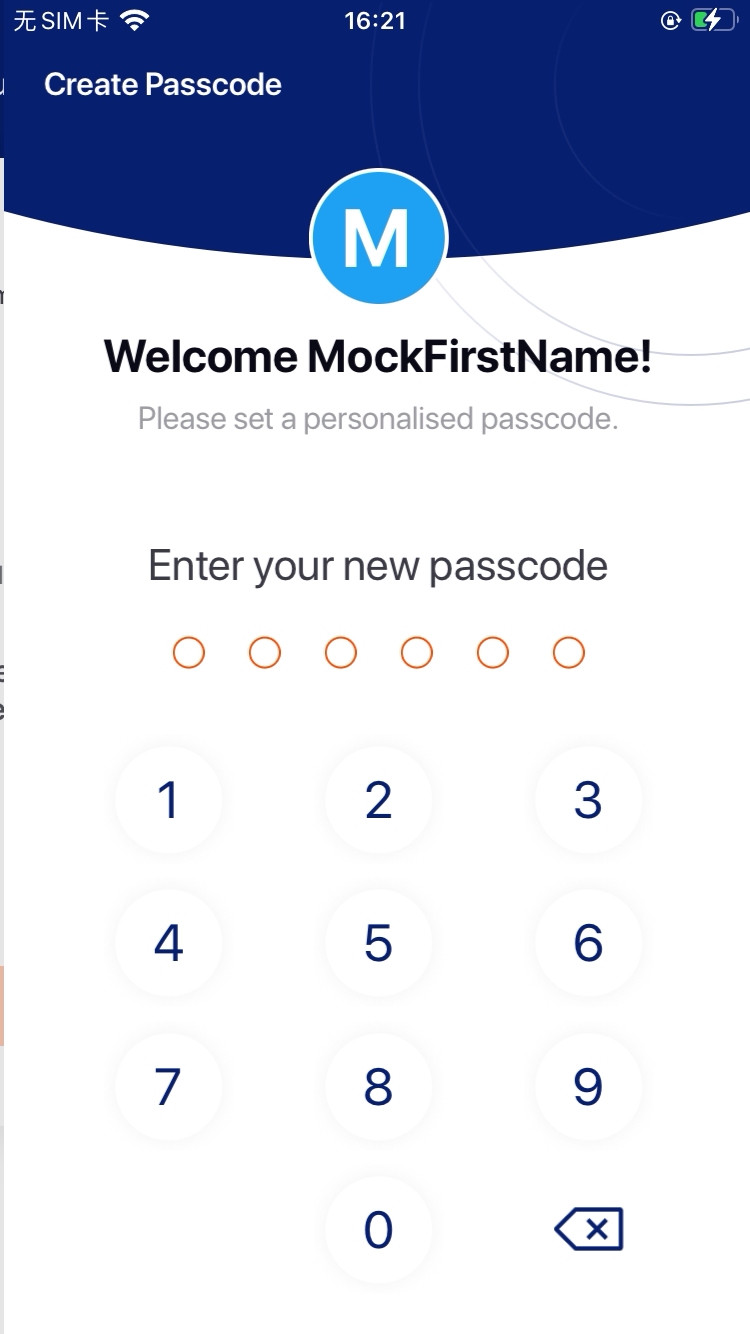 无SIM卡 16:21
Create Passcode
M
Welcome MockFirstName!
Please set a personalised passcode.
Enter your new passcode
1 2 3
4 5 6
7 8 9
0